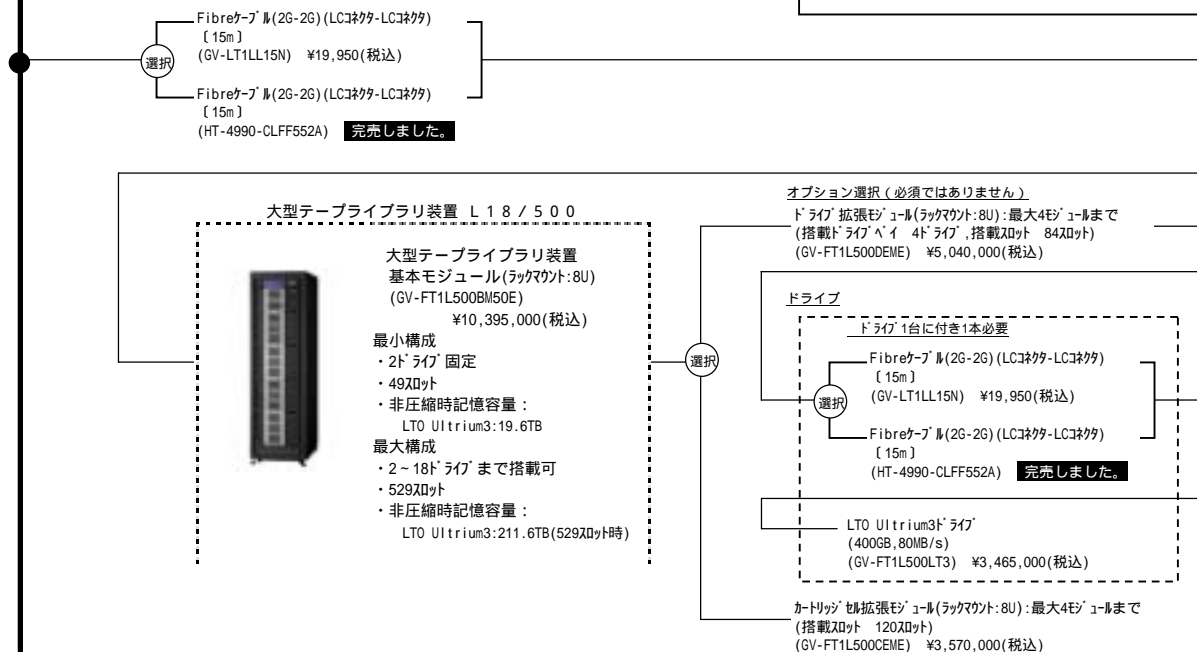 Fibreｹｰﾌﾞﾙ(2G-2G)(LCｺﾈｸﾀ-LCｺﾈｸﾀ)
〔15m〕
(GV-LT1LL15N) ¥19,950(税込)
選択
Fibreｹｰﾌﾞﾙ(2G-2G)(LCｺﾈｸﾀ-LCｺﾈｸﾀ)
〔15m〕
(HT-4990-CLFF552A) 完売しました。
大型テープライブラリ装置 Ｌ１８/５００
大型テープライブラリ装置
基本モジュール(ﾗｯｸﾏｳﾝﾄ:8U)
(GV-FT1L500BM50E)
¥10,395,000(税込)
最小構成
・2ﾄﾞﾗｲﾌﾞ固定
・49ｽﾛｯﾄ
・非圧縮時記憶容量：
LTO Ultrium3:19.6TB
最大構成
・2～18ﾄﾞﾗｲﾌﾞまで搭載可
・529ｽﾛｯﾄ
・非圧縮時記憶容量：
LTO Ultrium3:211.6TB(529ｽﾛｯﾄ時)
選択
オプション選択（必須ではありません）
ﾄﾞﾗｲﾌﾞ拡張ﾓｼﾞｭｰﾙ(ﾗｯｸﾏｳﾝﾄ:8U):最大4ﾓｼﾞｭｰﾙまで
(搭載ﾄﾞﾗｲﾌﾞﾍﾞｲ 4ﾄﾞﾗｲﾌﾞ,搭載ｽﾛｯﾄ 84ｽﾛｯﾄ)
(GV-FT1L500DEME) ¥5,040,000(税込)
ドライブ
ﾄﾞﾗｲﾌﾞ1台に付き1本必要
Fibreｹｰﾌﾞﾙ(2G-2G)(LCｺﾈｸﾀ-LCｺﾈｸﾀ)
〔15m〕
(GV-LT1LL15N) ¥19,950(税込)
選択
Fibreｹｰﾌﾞﾙ(2G-2G)(LCｺﾈｸﾀ-LCｺﾈｸﾀ)
〔15m〕
(HT-4990-CLFF552A) 完売しました。
LTO Ultrium3ﾄﾞﾗｲﾌﾞ
(400GB,80MB/s)
(GV-FT1L500LT3) ¥3,465,000(税込)
ｶｰﾄﾘｯｼﾞｾﾙ拡張ﾓｼﾞｭｰﾙ(ﾗｯｸﾏｳﾝﾄ:8U):最大4ﾓｼﾞｭｰﾙまで
(搭載ｽﾛｯﾄ 120ｽﾛｯﾄ)
(GV-FT1L500CEME) ¥3,570,000(税込)